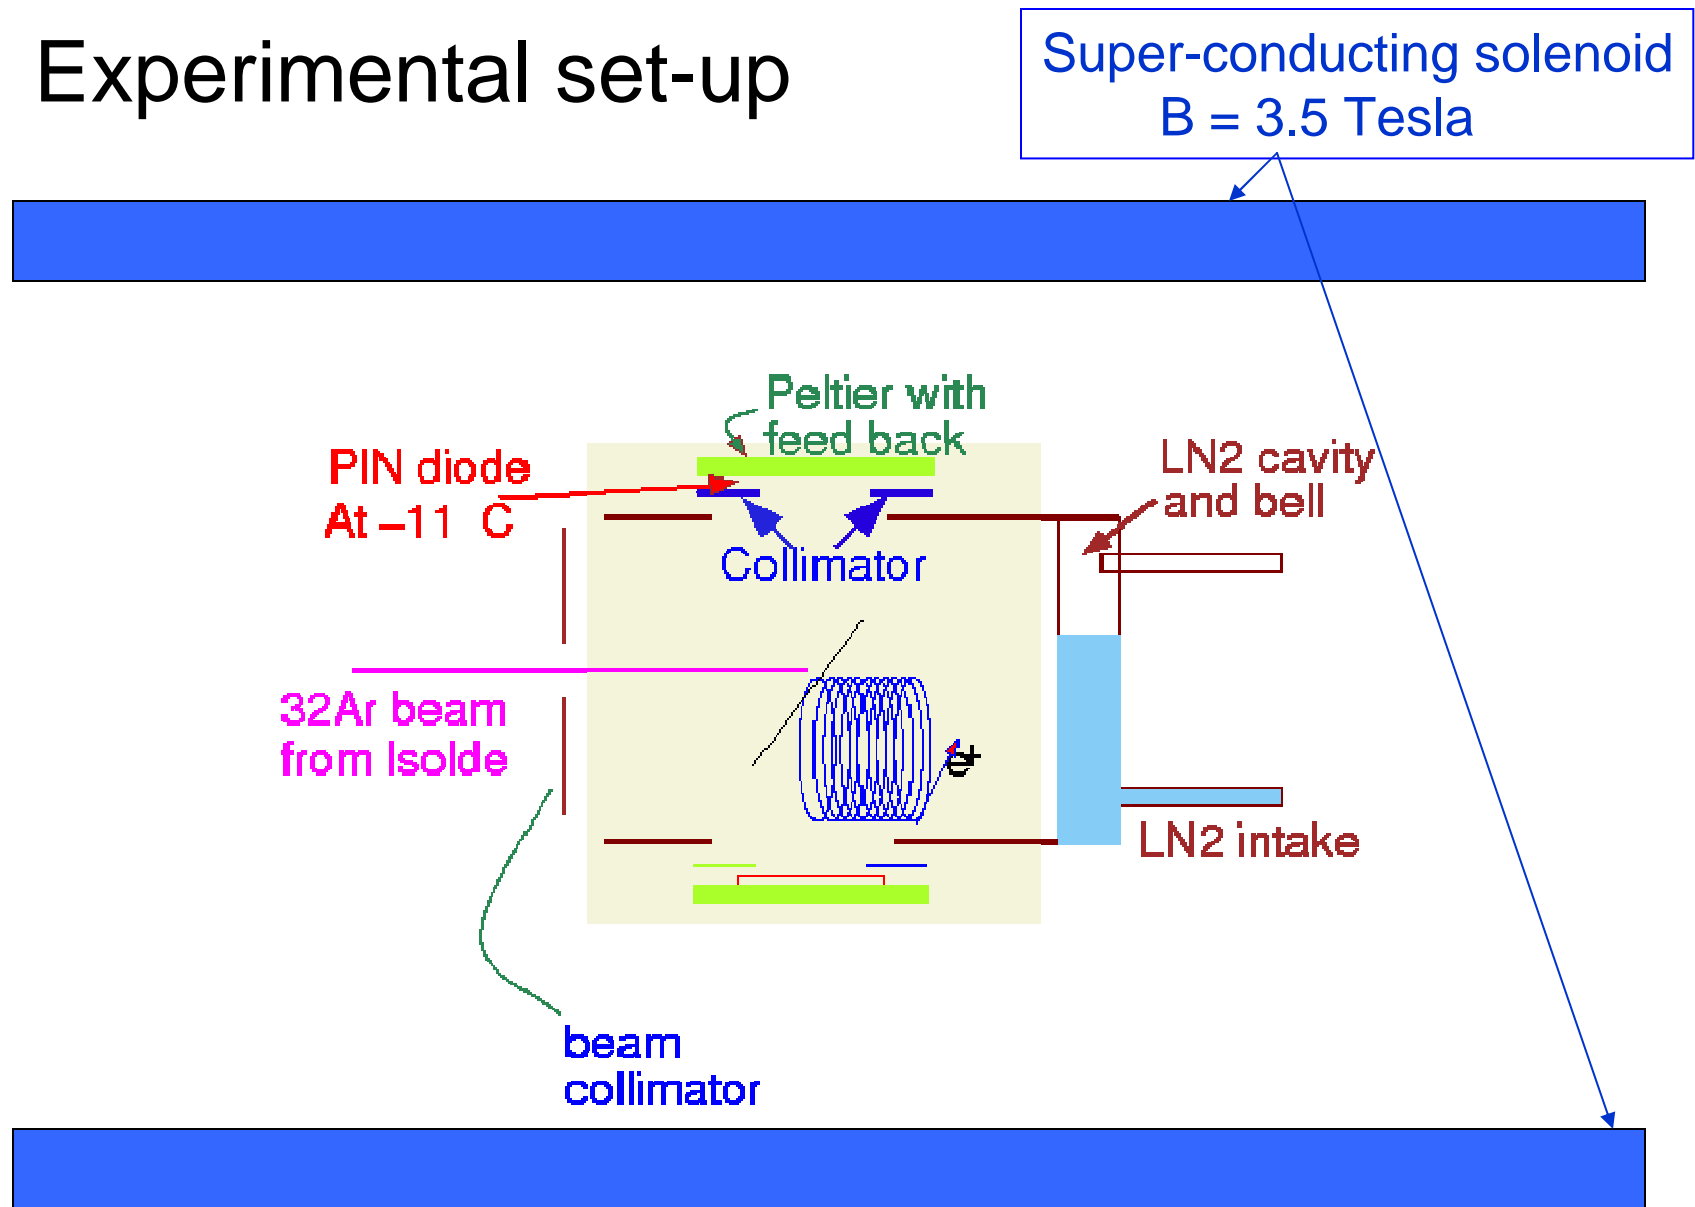 Experimental set-up
Super-conducting solenoid
B = 3.5 Tesla
Peltier with
feed back
PIN diode
At –11 C
LN2 cavity
and bell
Collimator
32Ar beam
from Isolde
e+
LN2 intake
beam
collimator